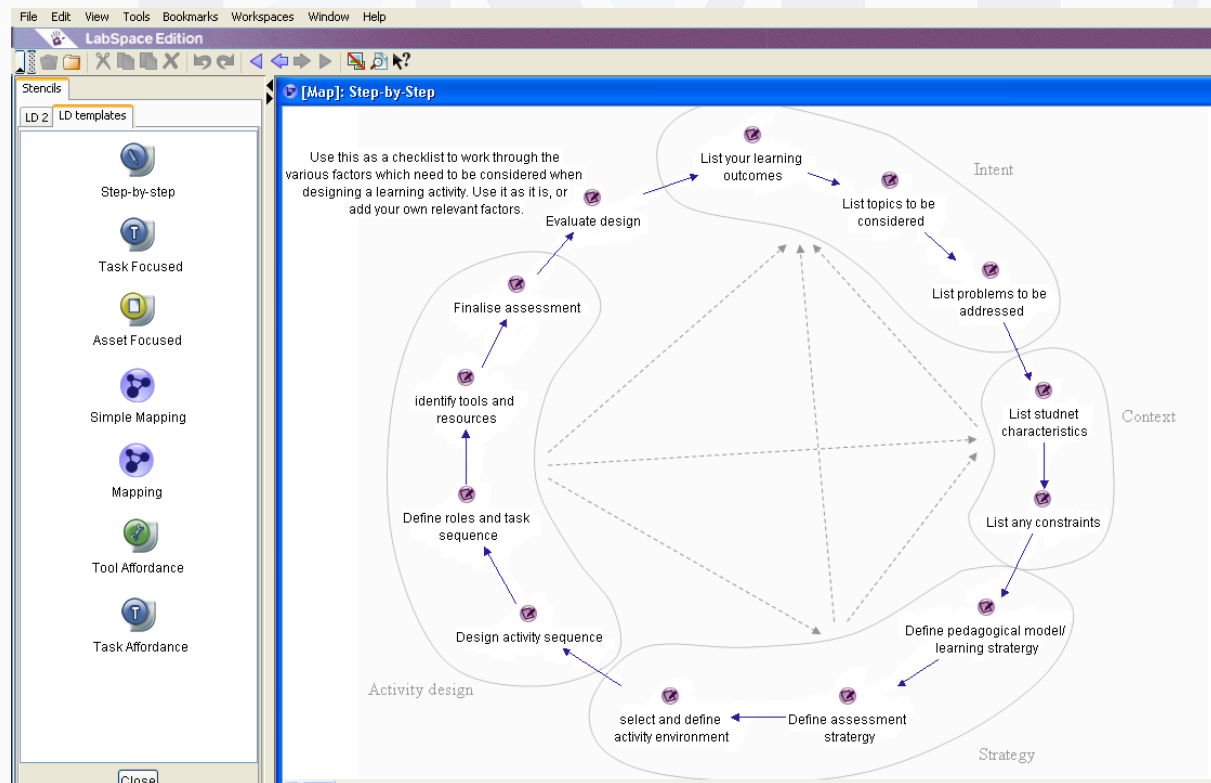 File Edit View Tools Bookmarks Workspaces Window Help
LabSpace Edition
Stencils
LD 2 LD templates
Step-by-step
Task Focused
Asset Focused
Simple Mapping
Mapping
Tool Affordance
Task Affordance
Close
[Map]: Step-by-Step
Use this as a checklist to work through the
various factors which need to be considered when
designing a learning activity. Use it as it is, or
add your own relevant factors.
List your learning
outcomes
Intent
List topics to be
considered
List problems to be
addressed
List studnet
characteristics
Context
List any constraints
Define pedagogical model/
learning stratergy
Define assessment
stratergy
Strategy
select and define
activity environment
Design activity sequence
Activity design
Define roles and task
sequence
identify tools and
resources
Finalise assessment
Evaluate design